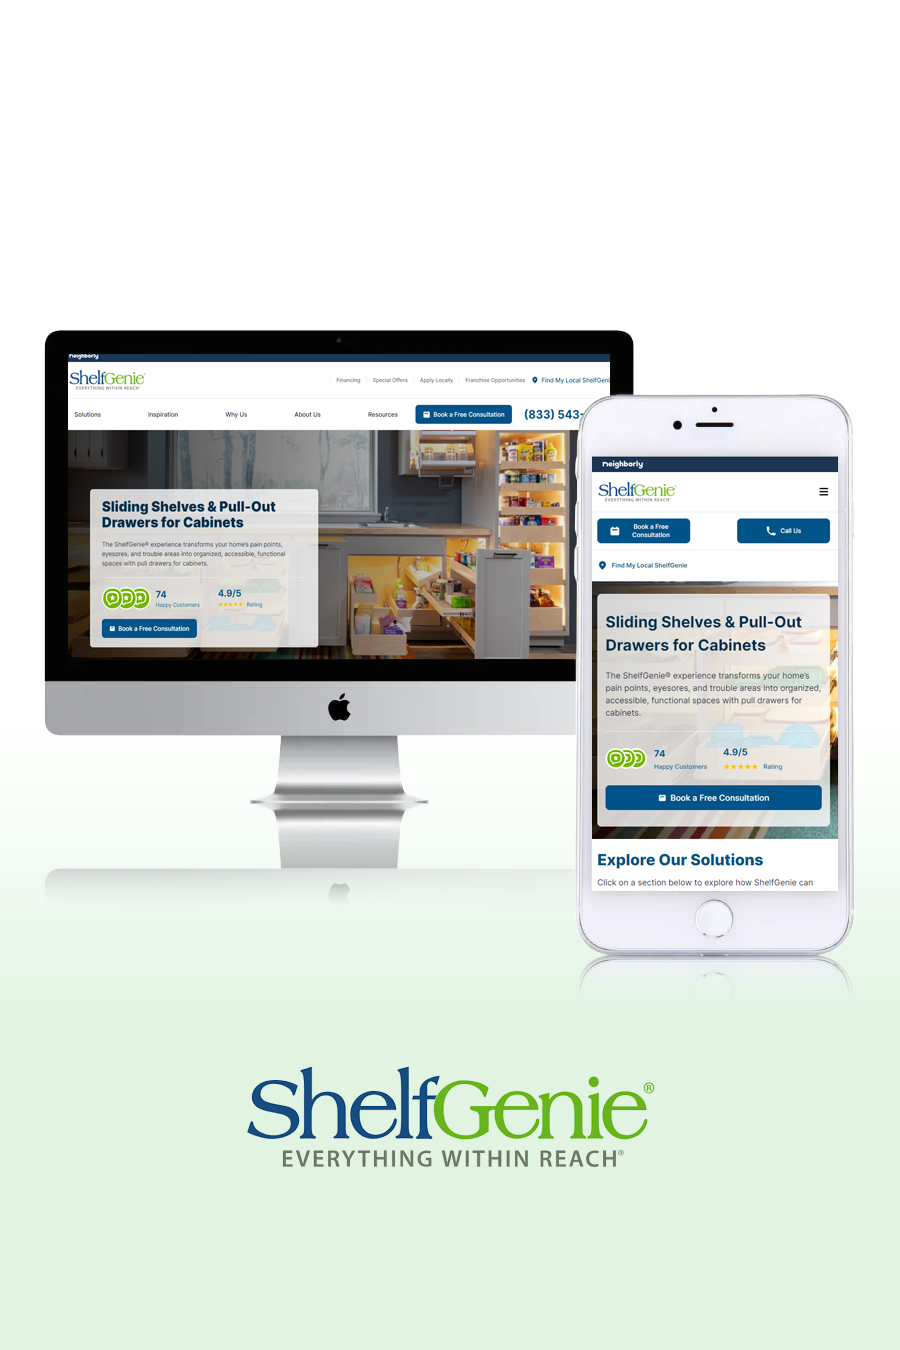 neighborly
ShelfGenie®
EVERYTHING WITHIN REACH®
Financing
Special Offers
Apply Locally
Franchise Opportunities
Find My Local ShelfGeni
Solutions
Inspiration
Why Us
About Us
Resources
Book a Free Consultation
(833) 543-
Sliding Shelves & Pull-Out
Drawers for Cabinets
The ShelfGenie® experience transforms your home's pain points,
eyesores, and trouble areas into organized, accessible, functional
spaces with pull drawers for cabinets.
74
Happy Customers
4.9/5
Rating
Book a Free Consultation
neighborly
ShelfGenie®
EVERYTHING WITHIN REACH®
Book a Free
Consultation
Call Us
Find My Local ShelfGenie
Sliding Shelves & Pull-Out
Drawers for Cabinets
The ShelfGenie® experience transforms your home's
pain points, eyesores, and trouble areas into organized,
accessible, functional spaces with pull drawers for
cabinets.
74
Happy Customers
4.9/5
Rating
Book a Free Consultation
Explore Our Solutions
Click on a section below to explore how ShelfGenie can
ShelfGenie®
EVERYTHING WITHIN REACH®